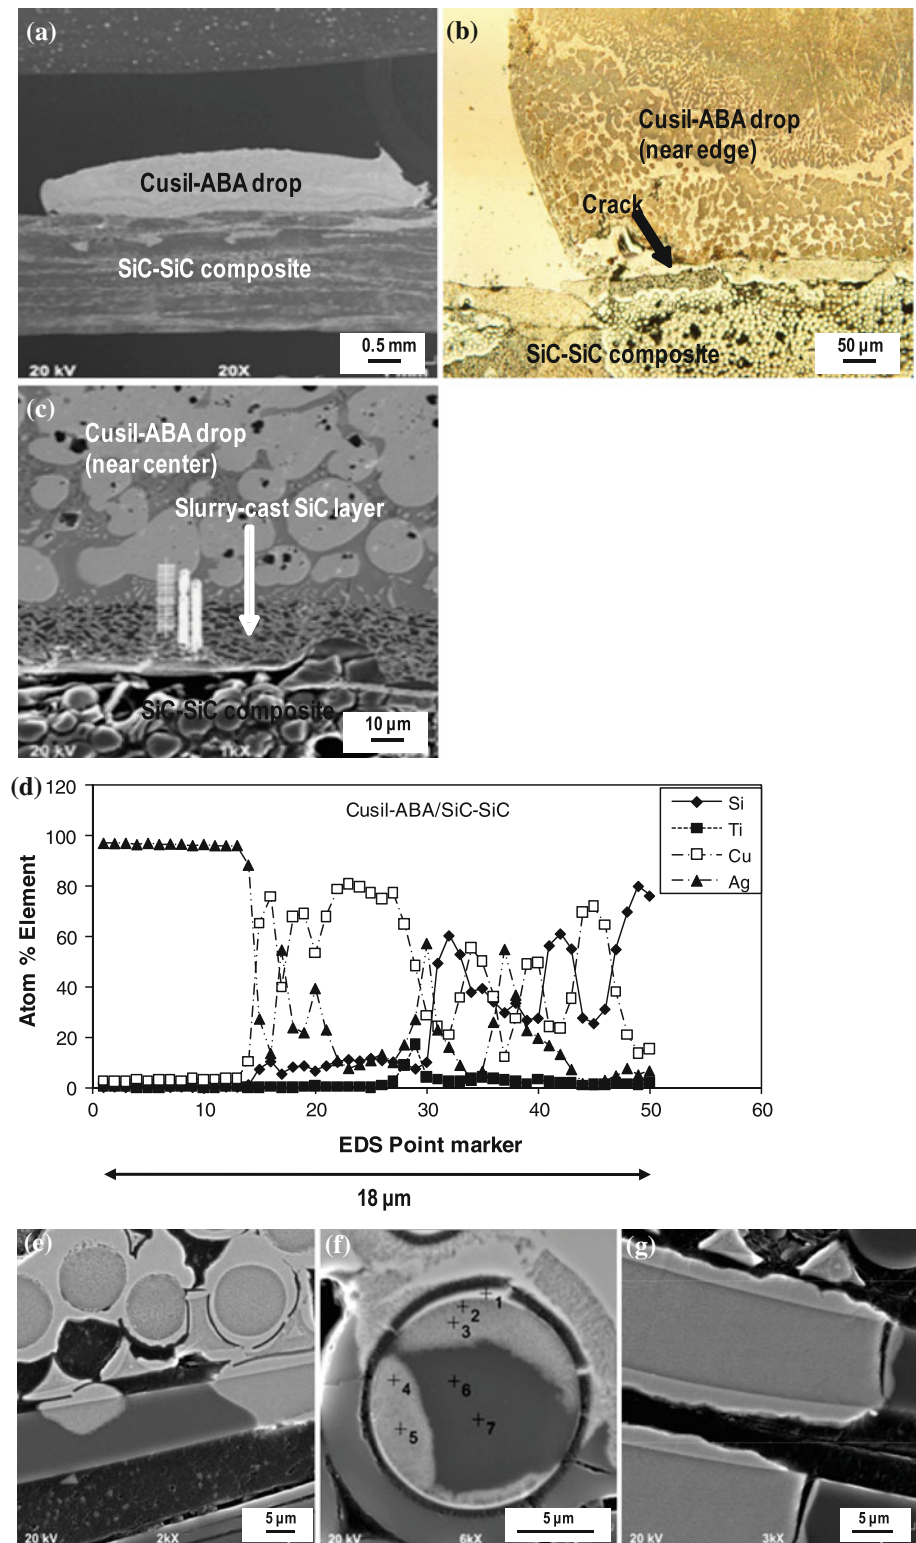 (a)
Cusil-ABA drop
SiC-SiC composite
0.5 mm
20 kV 20X
(b)
Cusil-ABA drop
(near edge)
Crack
SiC-SiC composite
50 µm
(c)
Cusil-ABA drop
(near center)
Slurry-cast SiC layer
SiC-SiC composite
10 µm
20 kV 1kX
(d)
Cusil-ABA/SiC-SiC
Si
Ti
Cu
Ag
Atom % Element
120
100
80
60
40
20
0
0 10 20 30 40 50 60
EDS Point marker
18 µm
(e)
5 µm
20 kV 2kX
(f)
1
2
3
4
6
5
7
5 µm
20 kV 6kX
(g)
5 µm
20 kV 3kX